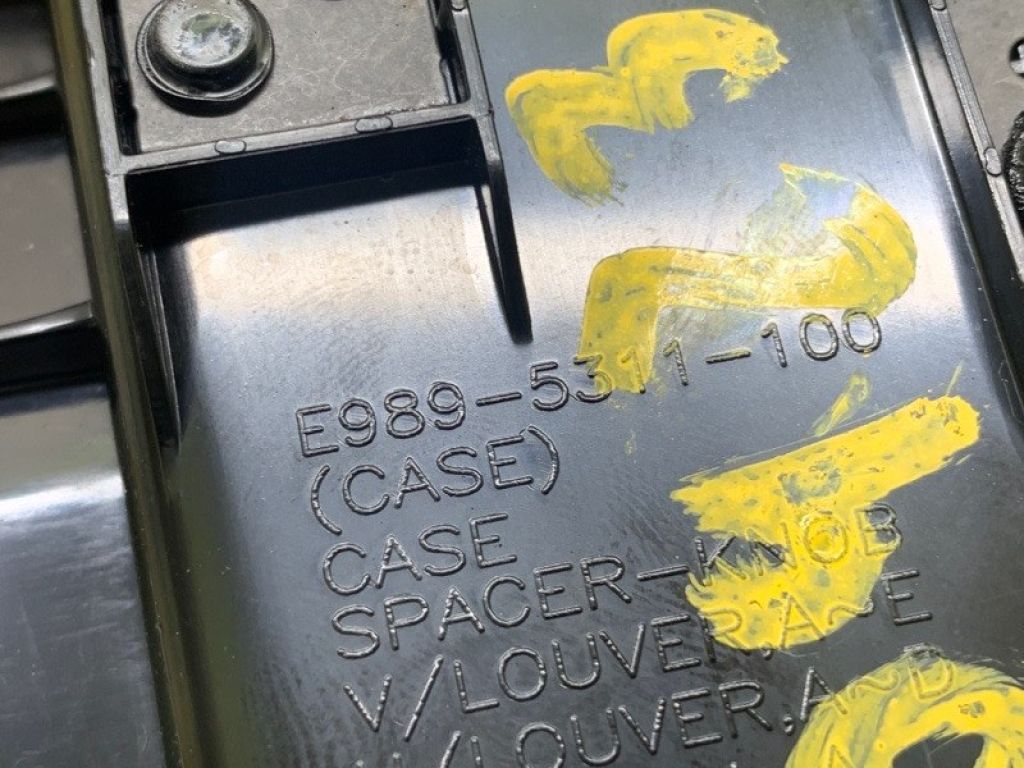 E989-5311-100
(CASE)
CASE
SPACER-KNOB
V/LOUVER,A~E
V/LOUVER,A~D